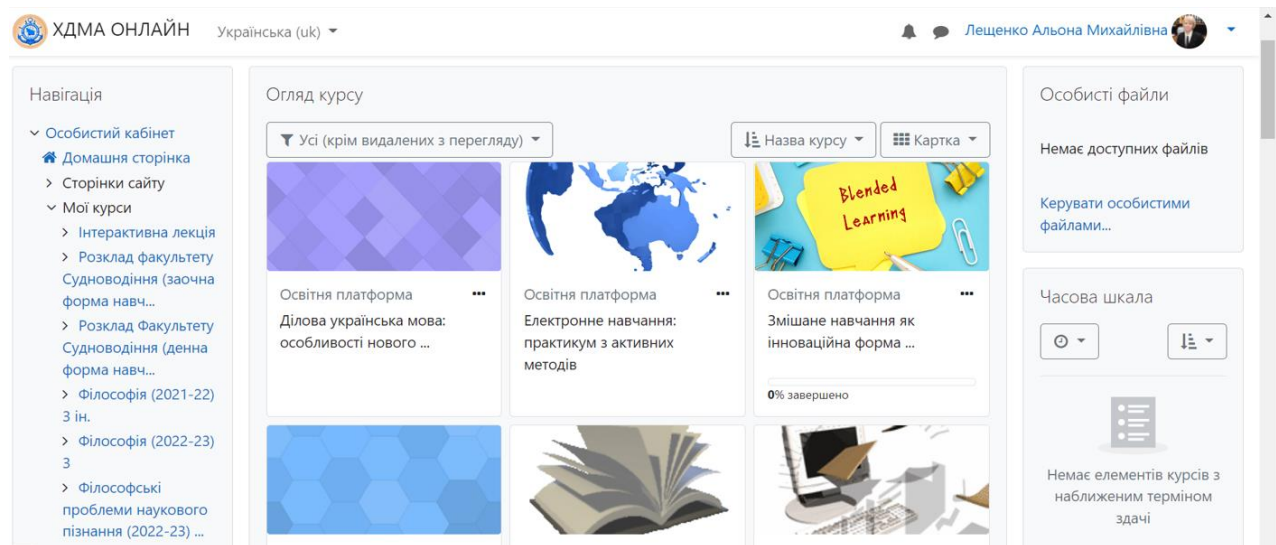 ХДМА ОНЛАЙН
Українська (uk)
Лещенко Альона Михайлівна
Навігація
Особистий кабінет
Домашня сторінка
Сторінки сайту
Мої курси
Інтерактивна лекція
Розклад факультету
Судноводіння (заочна
форма навч...
Розклад Факультету
Судноводіння (денна
форма навч...
Філософія (2021-22)
3 ін.
Філософія (2022-23)
3
Філософські
проблеми наукового
пізнання (2022-23) ...
Огляд курсу
Усі (крім видалених з перегляду)
Назва курсу
Картка
Blended
Learning
Освітня платформа
Ділова українська мова:
особливості нового ...
Освітня платформа
Електронне навчання:
практикум з активних
методів
Освітня платформа
Змішане навчання як
інноваційна форма ...
0% завершено
Особисті файли
Немає доступних файлів
Керувати особистими
файлами...
Часова шкала
Немає елементів курсів з
наближеним терміном
здачі